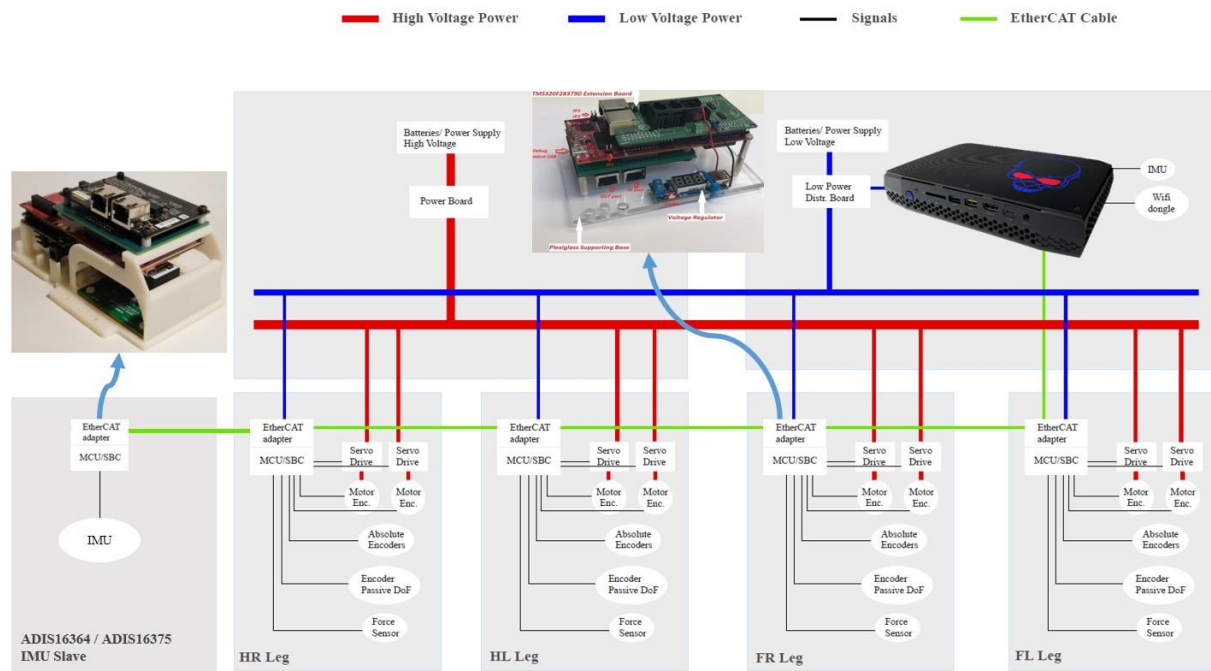 High Voltage Power
Low Voltage Power
Signals
EtherCAT Cable
TMS320F28379D Extension Board
Debug
OUT port
Voltage Regulator
Plexiglass Supporting Base
Batteries/ Power Supply
High Voltage
Power Board
Batteries/ Power Supply
Low Voltage
Low Power
Distr. Board
IMU
Wifi
dongle
EtherCAT
adapter
MCU/SBC
IMU
ADIS16364 / ADIS16375
IMU Slave
EtherCAT
adapter
MCU/SBC
Servo
Drive
Servo
Drive
Motor
Enc.
Motor
Enc.
Absolute
Encoders
Encoder
Passive DoF
Force
Sensor
HR Leg
EtherCAT
adapter
MCU/SBC
Servo
Drive
Servo
Drive
Motor
Enc.
Motor
Enc.
Absolute
Encoders
Encoder
Passive DoF
Force
Sensor
HL Leg
EtherCAT
adapter
MCU/SBC
Servo
Drive
Servo
Drive
Motor
Enc.
Motor
Enc.
Absolute
Encoders
Encoder
Passive DoF
Force
Sensor
FR Leg
EtherCAT
adapter
MCU/SBC
Servo
Drive
Servo
Drive
Motor
Enc.
Motor
Enc.
Absolute
Encoders
Encoder
Passive DoF
Force
Sensor
FL Leg